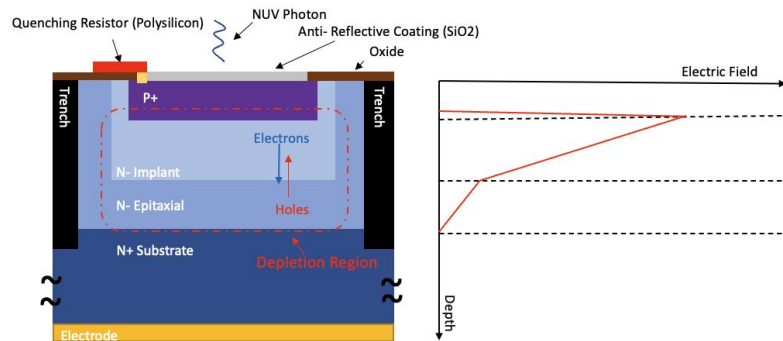 NUV Photon
Quenching Resistor (Polysilicon)
Anti- Reflective Coating (SiO2)
Oxide
Electric Field
Trench
P+
Trench
Electrons
N- Implant
N- Epitaxial
Holes
N+ Substrate
Depletion Region
Depth
Electrode